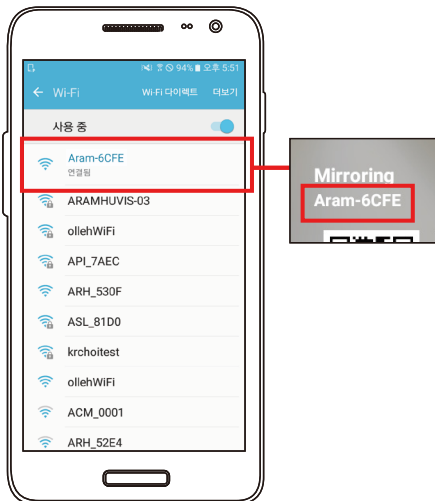 94% 오후 5:51
Wi-Fi
Wi-Fi 다이렉트 더보기
사용 중
Aram-6CFE
연결됨
ARAMHUVIS-03
ollehWiFi
API_7AEC
ARH_530F
ASL_81D0
krchoitest
ollehWiFi
ACM_0001
ARH_52E4
Mirroring
Aram-6CFE